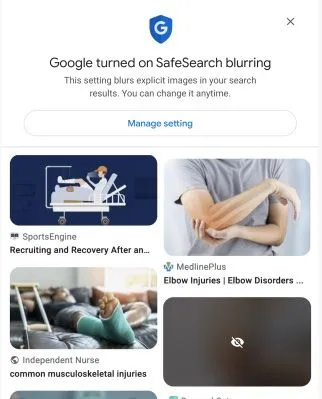 Google turned on SafeSearch blurring
This setting blurs explicit images in your search
results. You can change it anytime.
Manage setting
SportsEngine
Recruiting and Recovery After an...
MedlinePlus
Elbow Injuries | Elbow Disorders ...
Independent Nurse
common musculoskeletal injuries